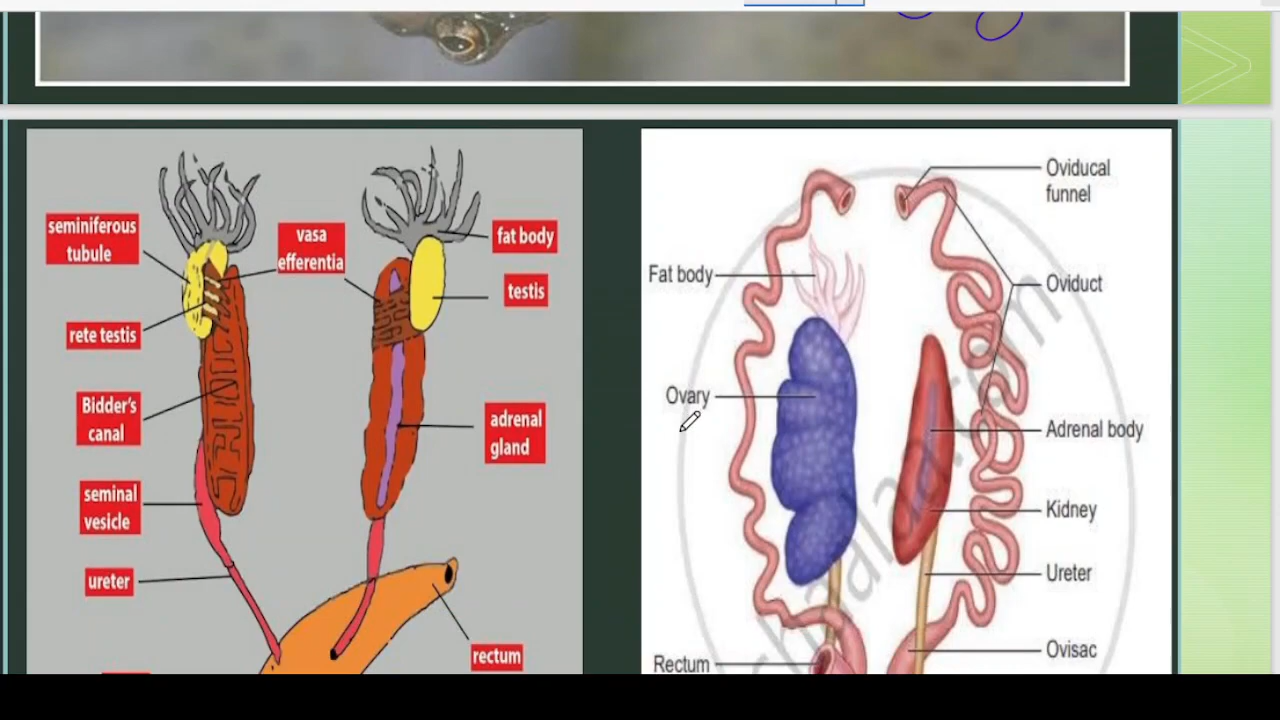 seminiferous
tubule
vasa
efferentia
fat body
testis
rete testis
Bidder's
canal
adrenal
gland
seminal
vesicle
ureter
rectum
Oviducal
funnel
Fat body
Oviduct
Ovary
Adrenal body
Kidney
Ureter
Ovisac
Rectum